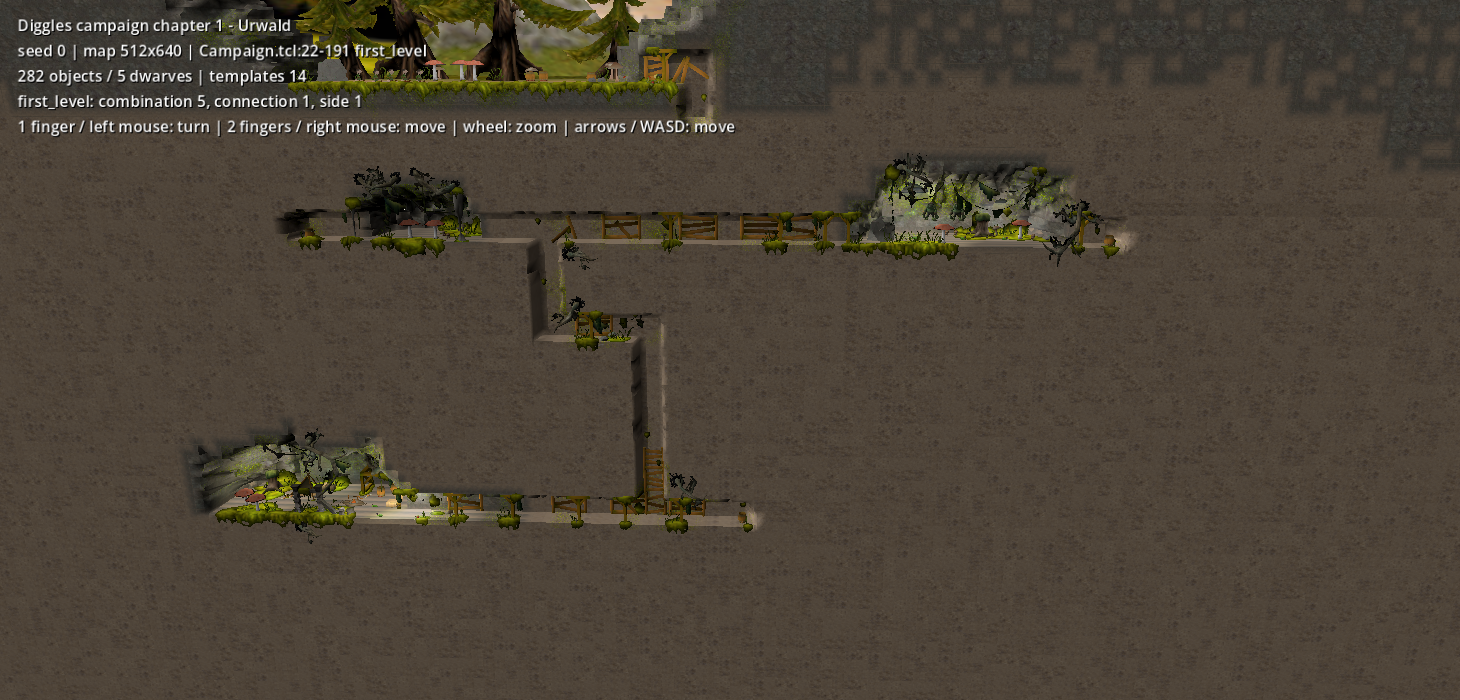 Diggles campaign chapter 1 - Urwald
seed 0 | map 512x640 | Campaign.tcl:22-191 first_level
282 objects / 5 dwarves | templates 14
first_level: combination 5, connection 1, side 1
1 finger / left mouse: turn | 2 fingers / right mouse: move | wheel: zoom | arrows / WASD: move